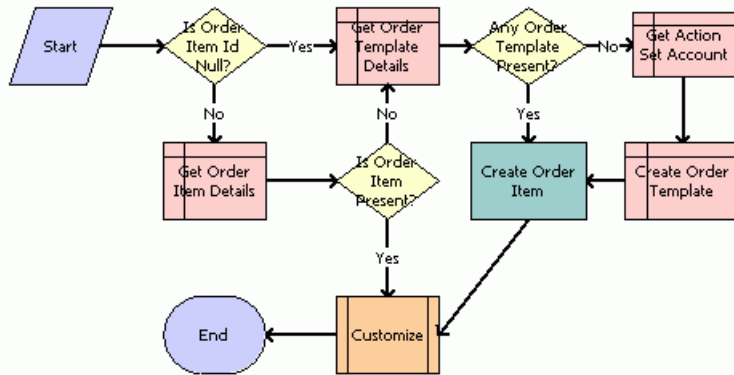 Start
Is Order
Item Id
Null?
Yes
Get Order
Template
Details
Any Order
Template
Present?
No
Get Action
Set Account
No
No
Yes
Get Order
Item Details
Is Order
Item
Present?
Create Order
Item
Create Order
Template
Yes
End
Customize